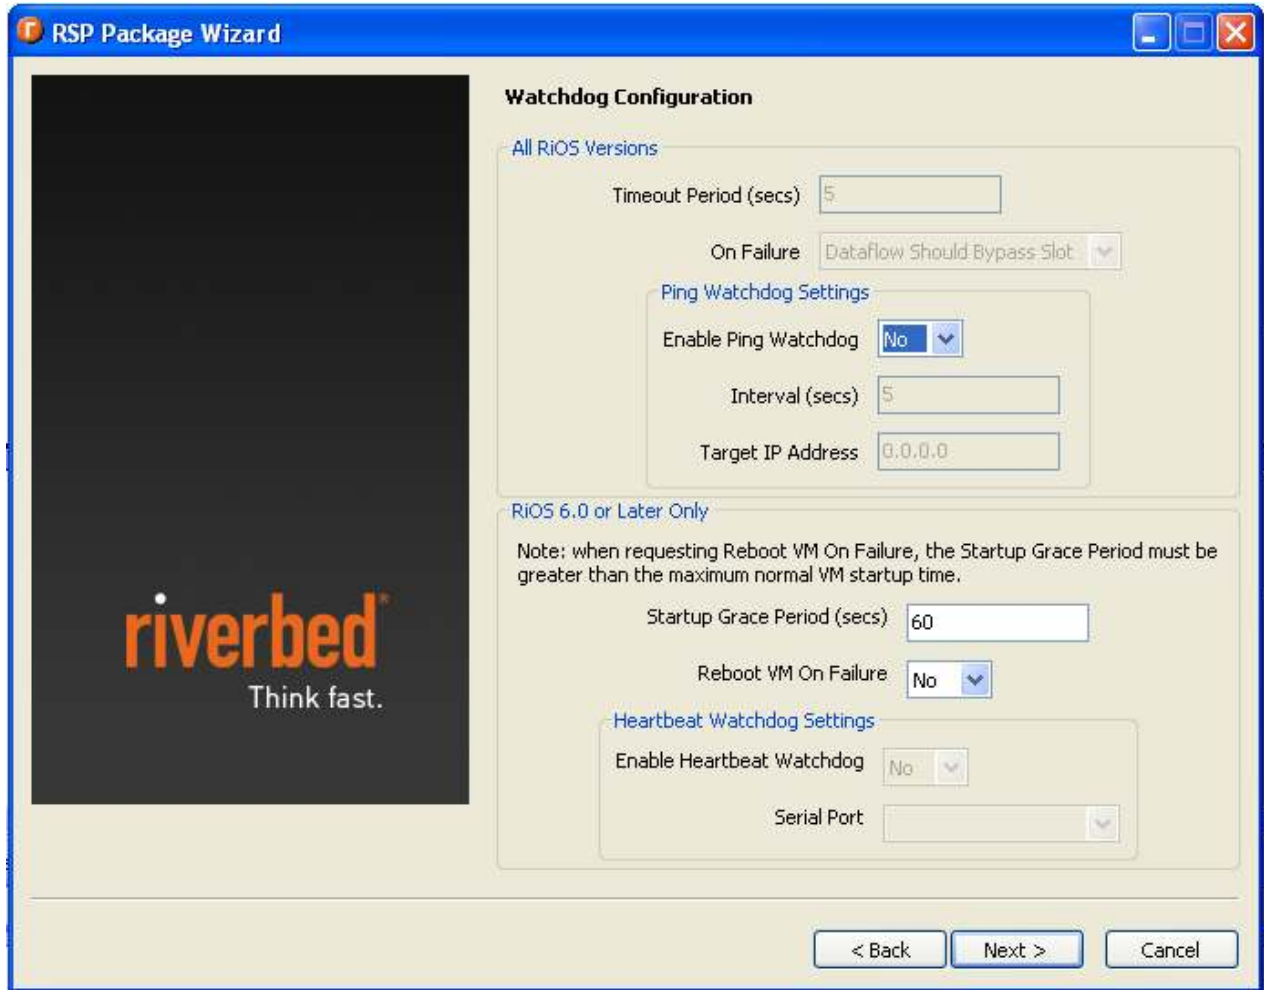 RSP Package Wizard
Watchdog Configuration
All RiOS Versions
Timeout Period (secs) 5
On Failure Dataflow Should Bypass Slot
Ping Watchdog Settings
Enable Ping Watchdog No
Interval (secs) 5
Target IP Address 0.0.0.0
RiOS 6.0 or Later Only
Note: when requesting Reboot VM On Failure, the Startup Grace Period must be
greater than the maximum normal VM startup time.
Startup Grace Period (secs) 60
Reboot VM On Failure No
Heartbeat Watchdog Settings
Enable Heartbeat Watchdog No
Serial Port
riverbed®
Think fast.
< Back Next > Cancel